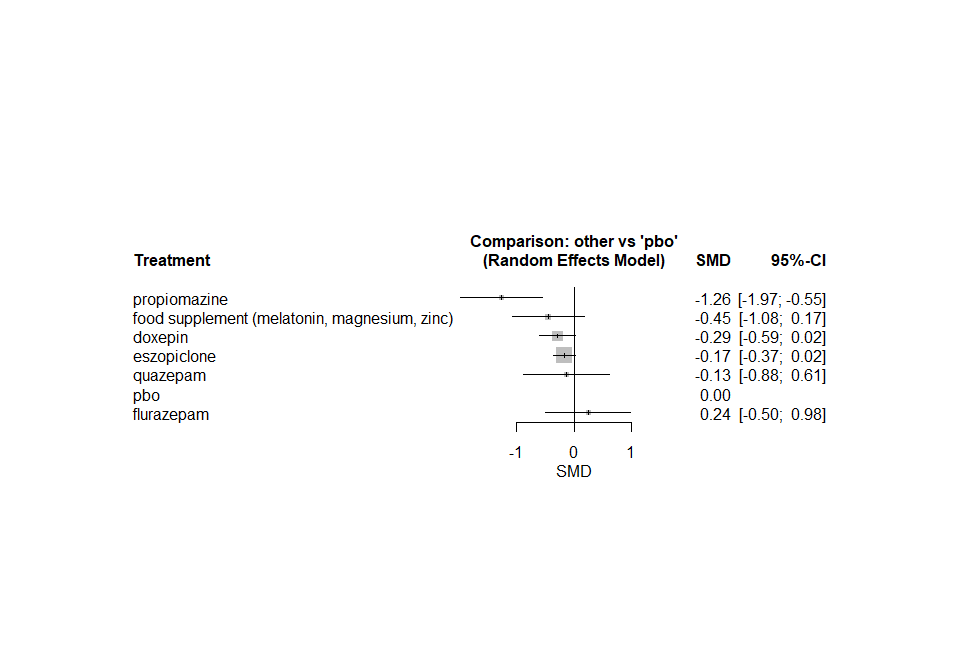 Comparison: other vs 'pbo'
Treatment (Random Effects Model) SMD 95%-CI
propiomazine -1.26 [-1.97; -0.55]
food supplement (melatonin, magnesium, zinc) -0.45 [-1.08; 0.17]
doxepin -0.29 [-0.59; 0.02]
eszopiclone -0.17 [-0.37; 0.02]
quazepam -0.13 [-0.88; 0.61]
pbo 0.00
flurazepam 0.24 [-0.50; 0.98]
-1 0 1
SMD